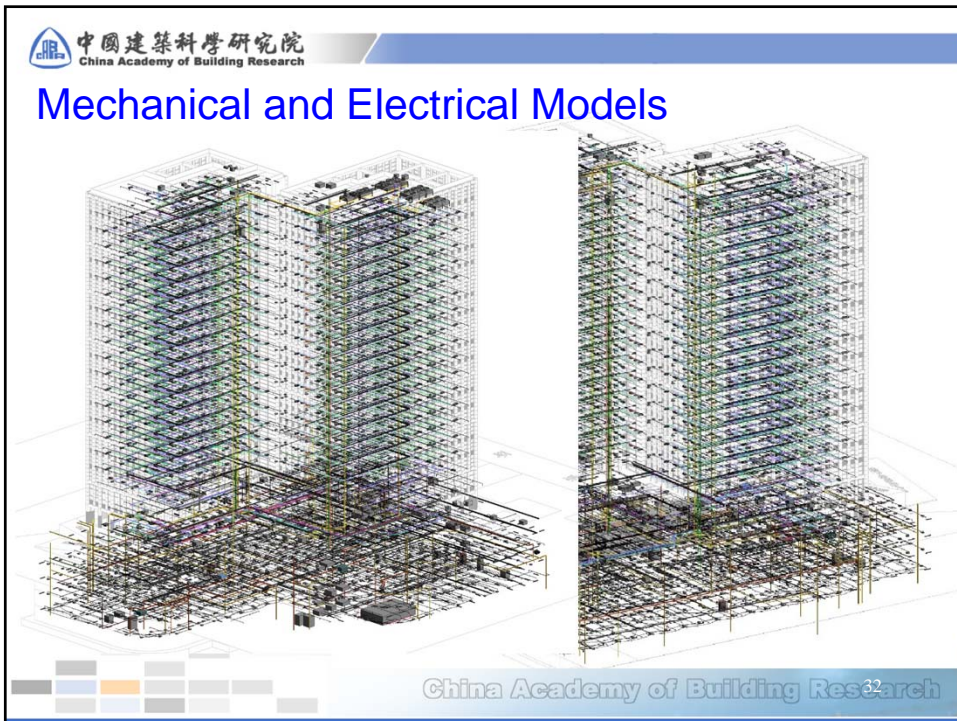 中國建築科學研究院
China Academy of Building Research
Mechanical and Electrical Models
China Academy of Building Research
32